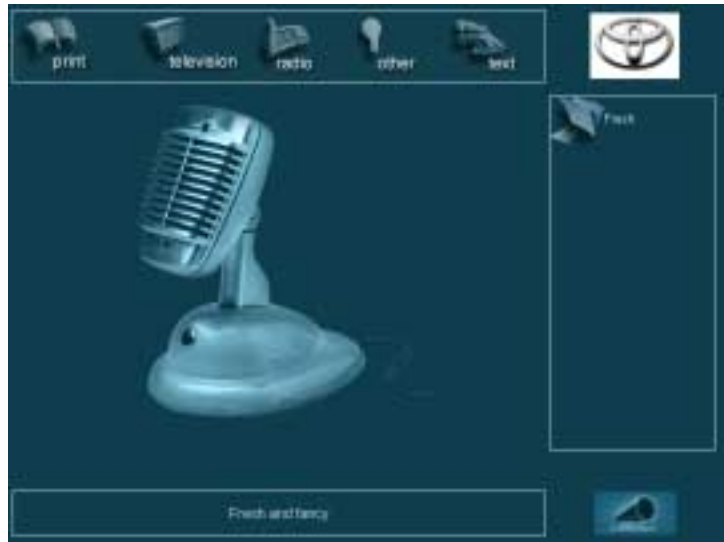 print
television
radio
other
text
Fresh
Fresh and fancy